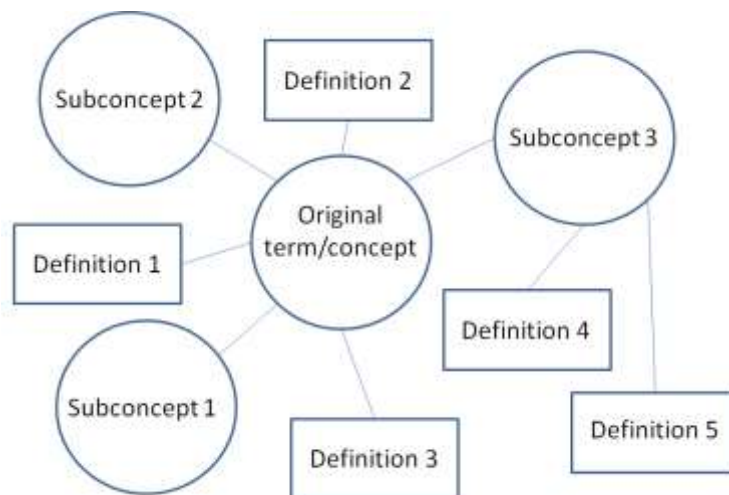 Subconcept 2
Definition 2
Subconcept 3
Original
term/concept
Definition 1
Definition 4
Subconcept 1
Definition 3
Definition 5